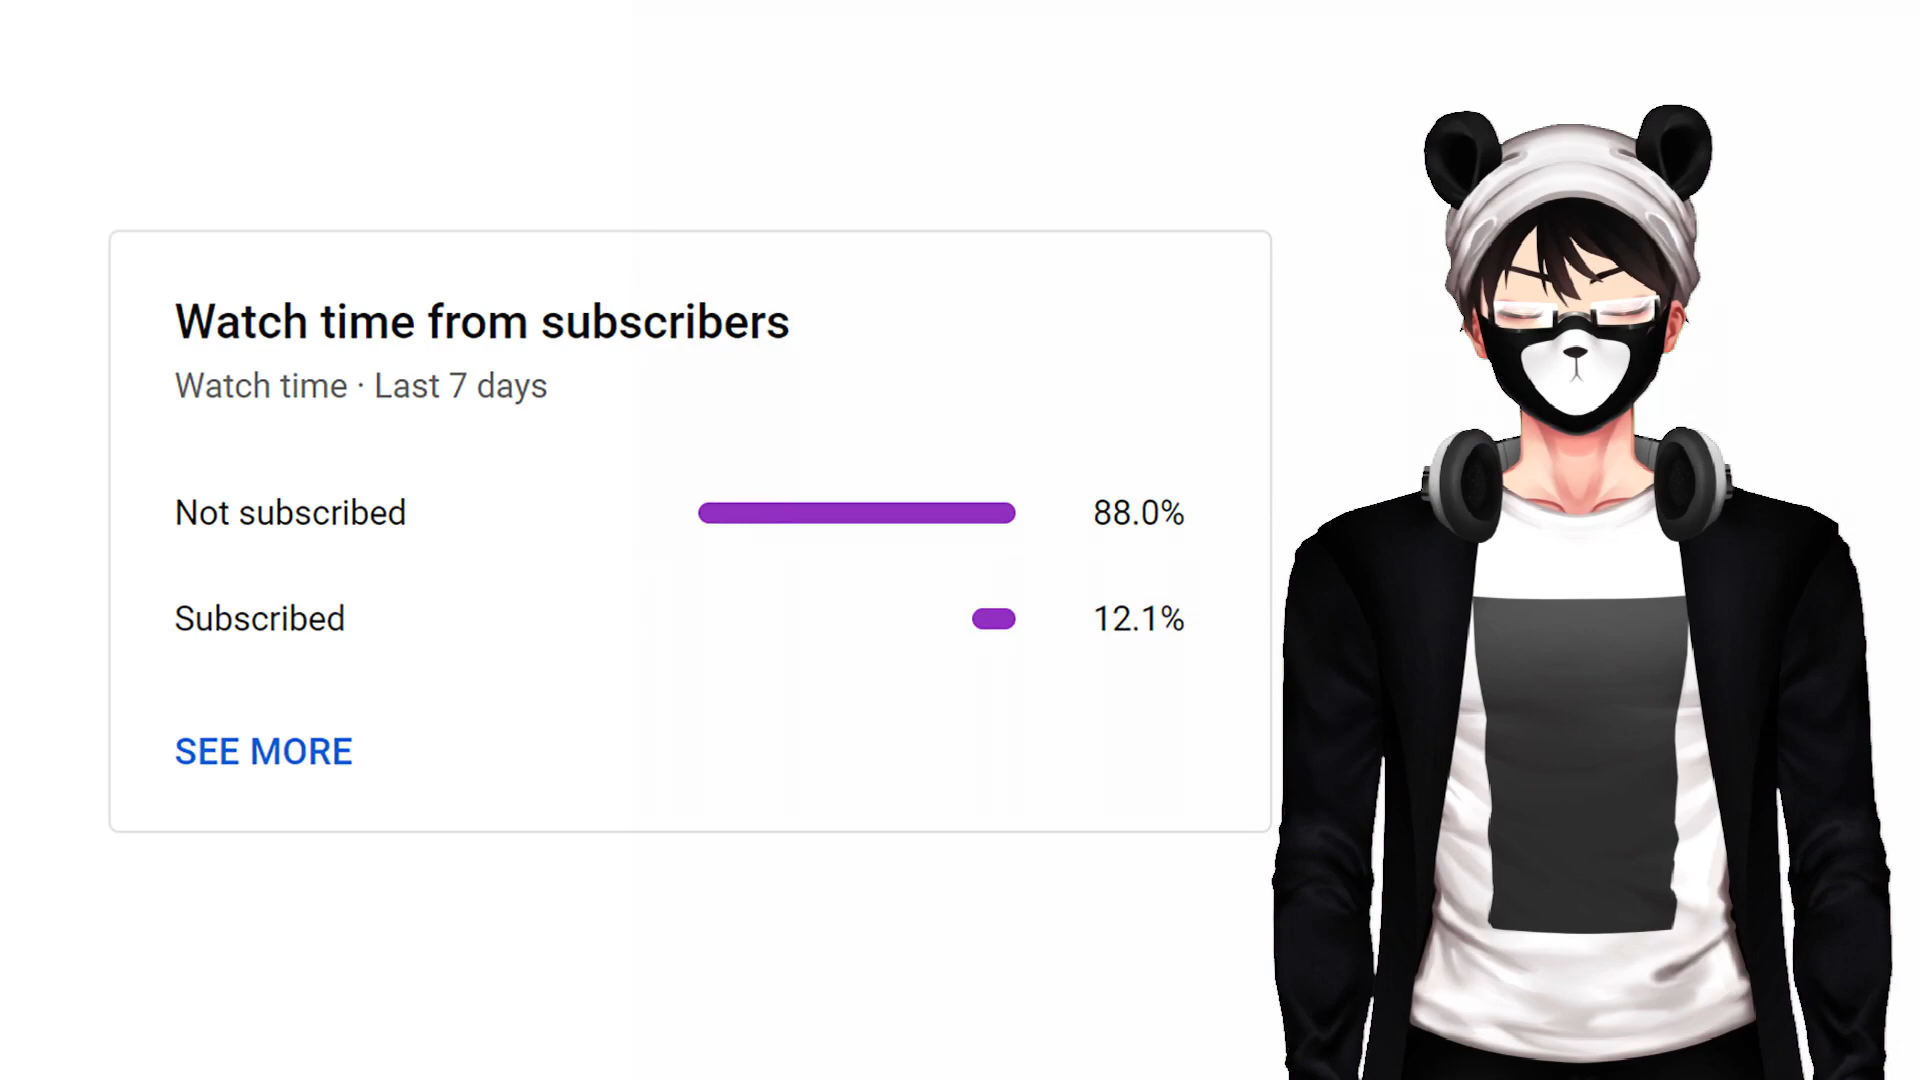 Watch time from subscribers
Watch time · Last 7 days
Not subscribed 88.0%
Subscribed 12.1%
SEE MORE